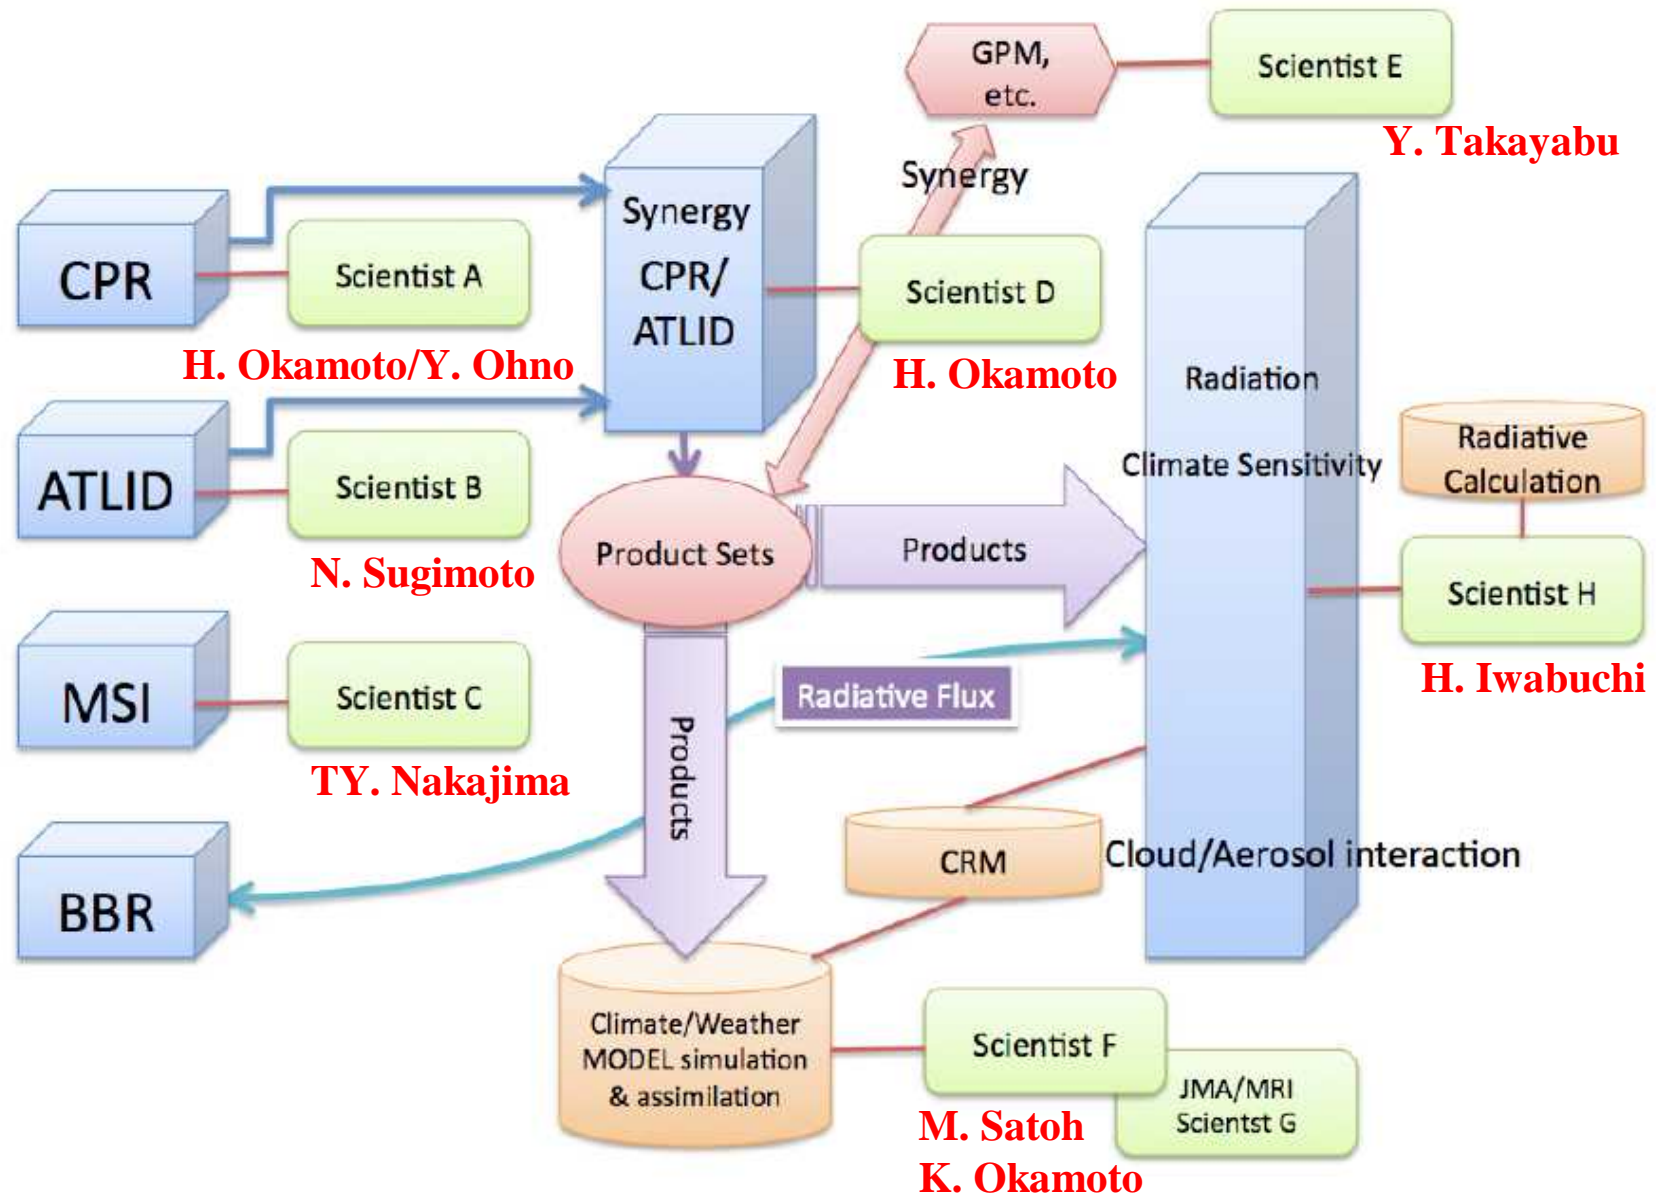 GPM,
etc.
Scientist E
Y. Takayabu
Synergy
Synergy
CPR/
ATLID
CPR
Scientist A
Scientist D
H. Okamoto/Y. Ohno
H. Okamoto
Radiation
Climate Sensitivity
Radiative
Calculation
ATLID
Scientist B
N. Sugimoto
Product Sets
Products
Scientist H
H. Iwabuchi
MSI
Scientist C
TY. Nakajima
Radiative Flux
Products
BBR
CRM
Cloud/Aerosol interaction
Climate/Weather
MODEL simulation
& assimilation
Scientist F
JMA/MRI
Scientst G
M. Satoh
K. Okamoto